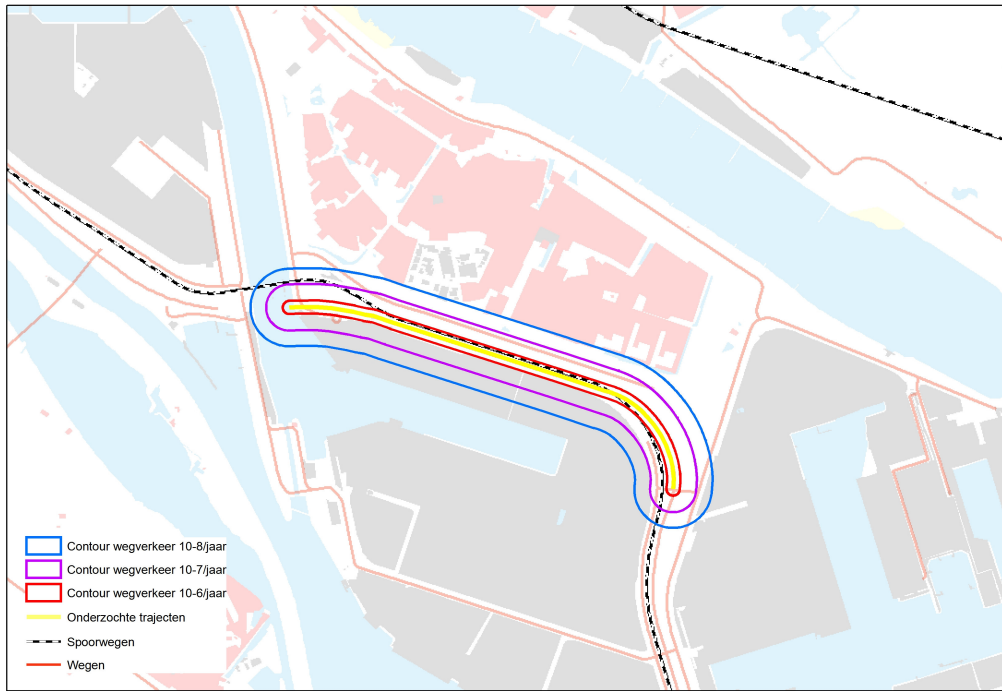 Contour wegverkeer 10-8/jaar
Contour wegverkeer 10-7/jaar
Contour wegverkeer 10-6/jaar
Onderzochte trajecten
Spoorwegen
Wegen